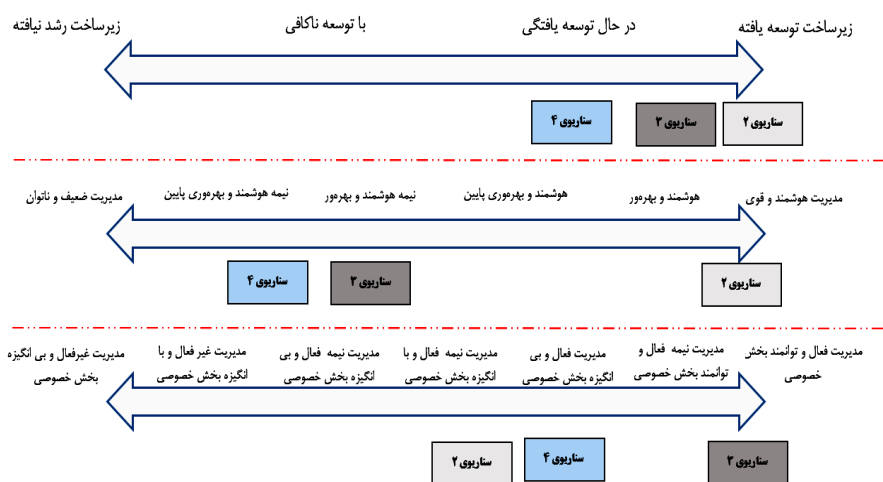 زیرساخت توسعه یافته
در حال توسعه یافتگی
با توسعه ناکافی
زیرساخت رشد نیافته
سناریوی ۲
سناریوی ۳
سناریوی ۴
مدیریت هوشمند و قوی
هوشمند و بهره‌ور
هوشمند و بهره‌وری پایین
نیمه هوشمند و بهره‌ور
نیمه هوشمند و بهره‌وری پایین
مدیریت ضعیف و ناتوان
سناریوی ۲
سناریوی ۳
سناریوی ۴
مدیریت فعال و توانمند بخش
خصوصی
مدیریت نیمه فعال و
توانمند بخش خصوصی
مدیریت فعال و بی
انگیزه بخش خصوصی
مدیریت نیمه فعال و با
انگیزه بخش خصوصی
مدیریت نیمه فعال و بی
انگیزه بخش خصوصی
مدیریت غیر فعال و با
انگیزه بخش خصوصی
مدیریت غیرفعال و بی انگیزه
بخش خصوصی
سناریوی ۳
سناریوی ۴
سناریوی ۲